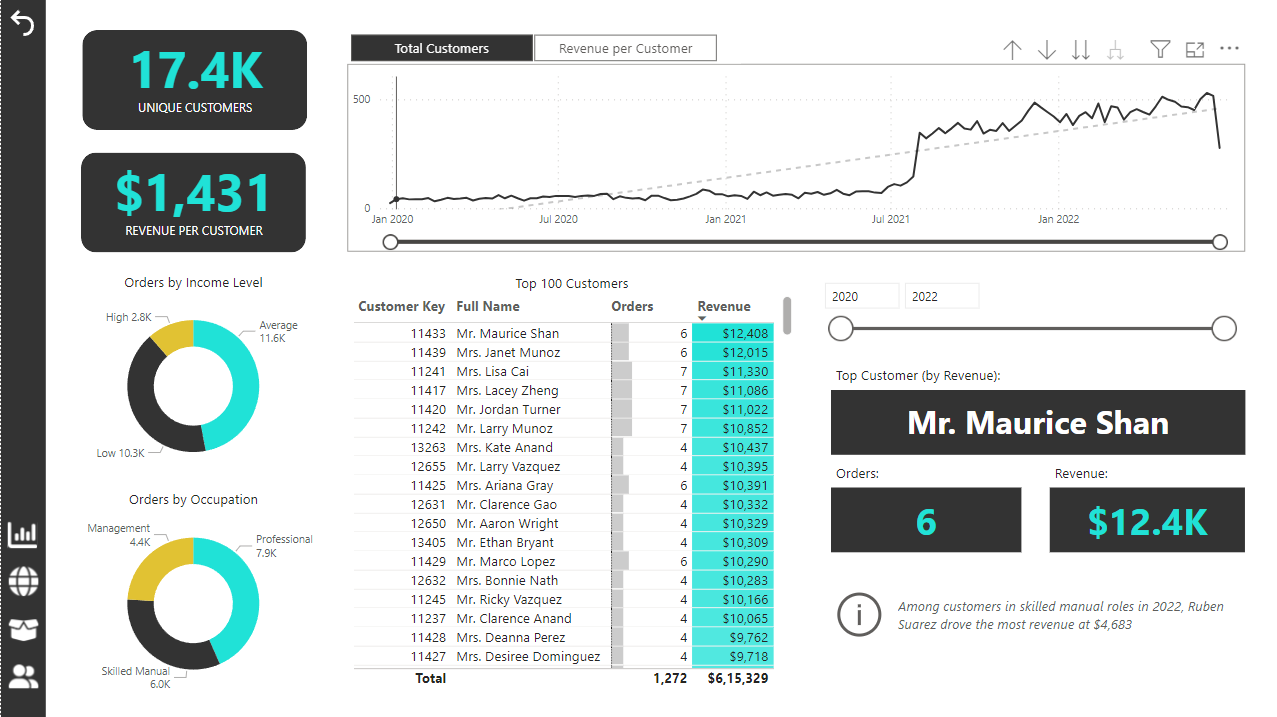 17.4K
UNIQUE CUSTOMERS
$1,431
REVENUE PER CUSTOMER
Total Customers
Revenue per Customer
500
0
Jan 2020
Jul 2020
Jan 2021
Jul 2021
Jan 2022
Orders by Income Level
High 2.8K
Average
11.6K
Low 10.3K
Orders by Occupation
Management
4.4K
Professional
7.9K
Skilled Manual
6.0K
Top 100 Customers
Customer Key Full Name Orders Revenue
11433 Mr. Maurice Shan 6 $12,408
11439 Mrs. Janet Munoz 6 $12,015
11241 Mrs. Lisa Cai 7 $11,330
11417 Mrs. Lacey Zheng 7 $11,086
11420 Mr. Jordan Turner 7 $11,022
11242 Mr. Larry Munoz 7 $10,852
13263 Mrs. Kate Anand 4 $10,437
12655 Mr. Larry Vazquez 4 $10,395
11425 Mrs. Ariana Gray 6 $10,391
12631 Mr. Clarence Gao 4 $10,332
12650 Mr. Aaron Wright 4 $10,329
13405 Mr. Ethan Bryant 4 $10,309
11429 Mr. Marco Lopez 6 $10,290
12632 Mrs. Bonnie Nath 4 $10,283
11245 Mr. Ricky Vazquez 4 $10,166
11237 Mr. Clarence Anand 4 $10,065
11428 Mrs. Deanna Perez 4 $9,762
11427 Mrs. Desiree Dominguez 4 $9,718
Total 1,272 $6,15,329
2020
2022
Top Customer (by Revenue):
Mr. Maurice Shan
Orders:
6
Revenue:
$12.4K
Among customers in skilled manual roles in 2022, Ruben
Suarez drove the most revenue at $4,683